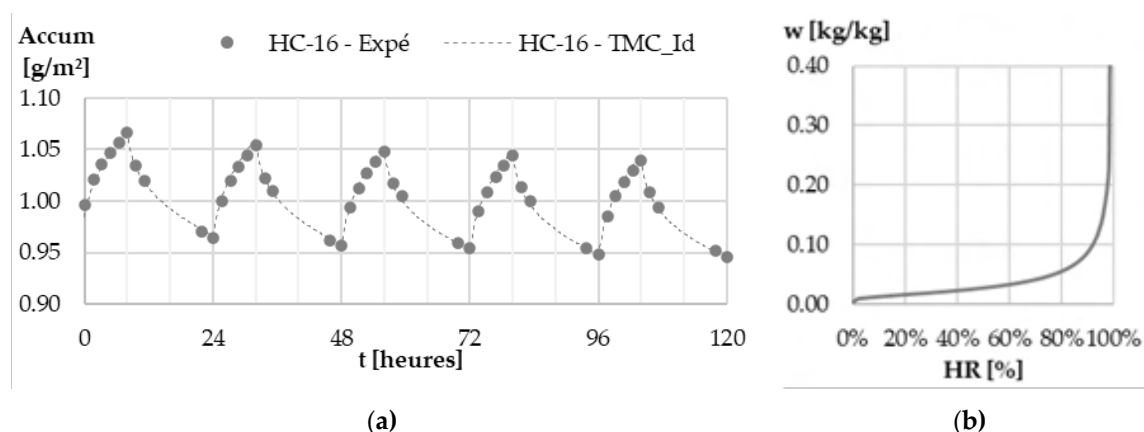 Accum
[g/m²]
HC-16 - Expé
HC-16 - TMC_Id
1.10
1.05
1.00
0.95
0.90
0 24 48 72 96 120
t [heures]
(a)
w [kg/kg]
0.40
0.30
0.20
0.10
0.00
0% 20% 40% 60% 80% 100%
HR [%]
(b)